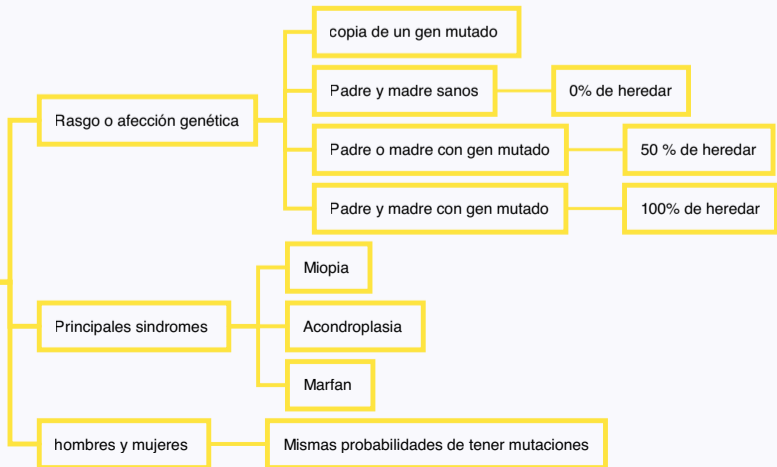 copia de un gen mutado
Padre y madre sanos
0% de heredar
Rasgo o afección genética
Padre o madre con gen mutado
50 % de heredar
Padre y madre con gen mutado
100% de heredar
Miopia
Principales sindromes
Acondroplasia
Marfan
hombres y mujeres
Mismas probabilidades de tener mutaciones